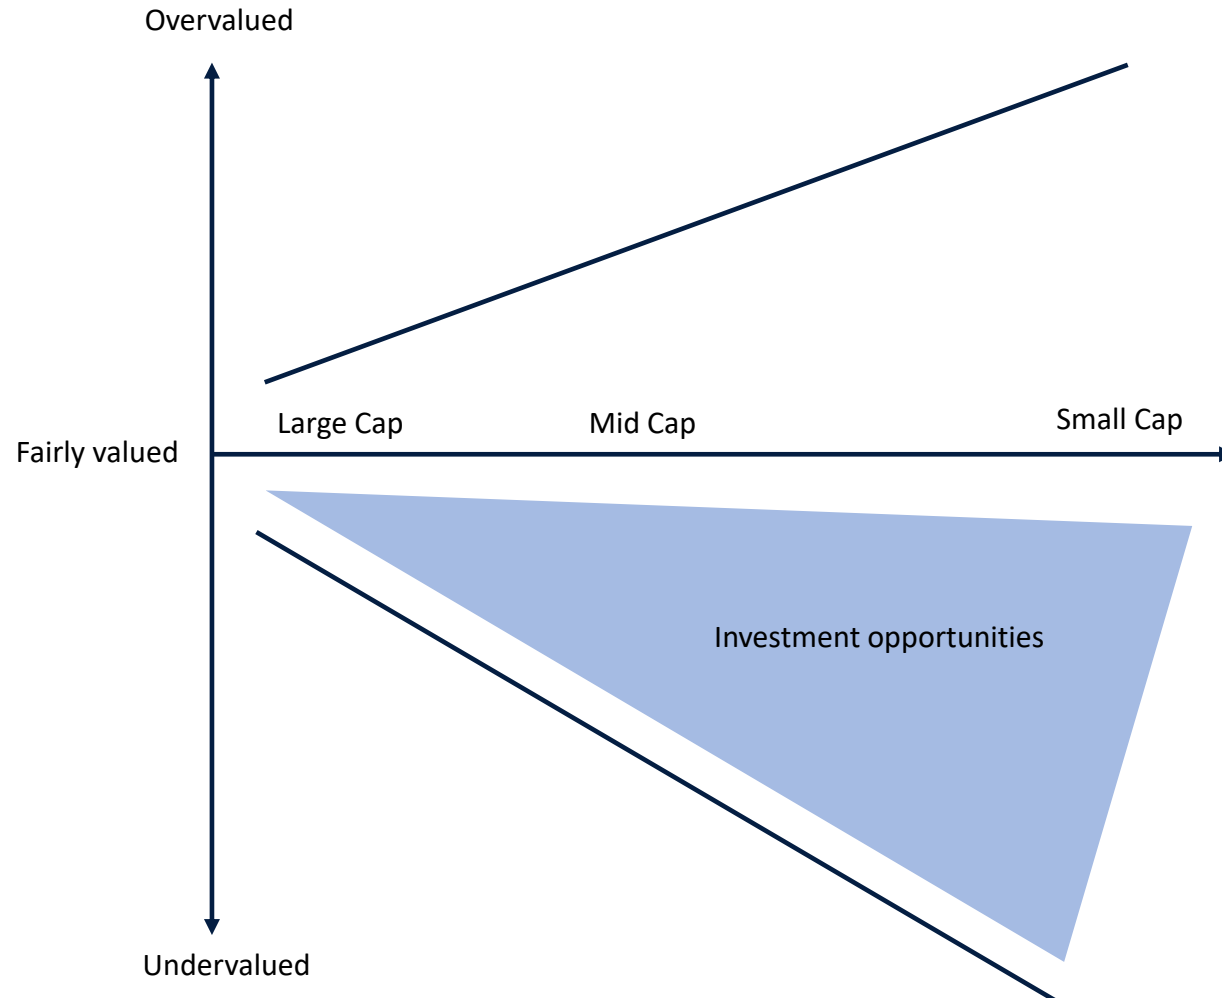 Overvalued
Large Cap
Mid Cap
Small Cap
Fairly valued
Investment opportunities
Undervalued